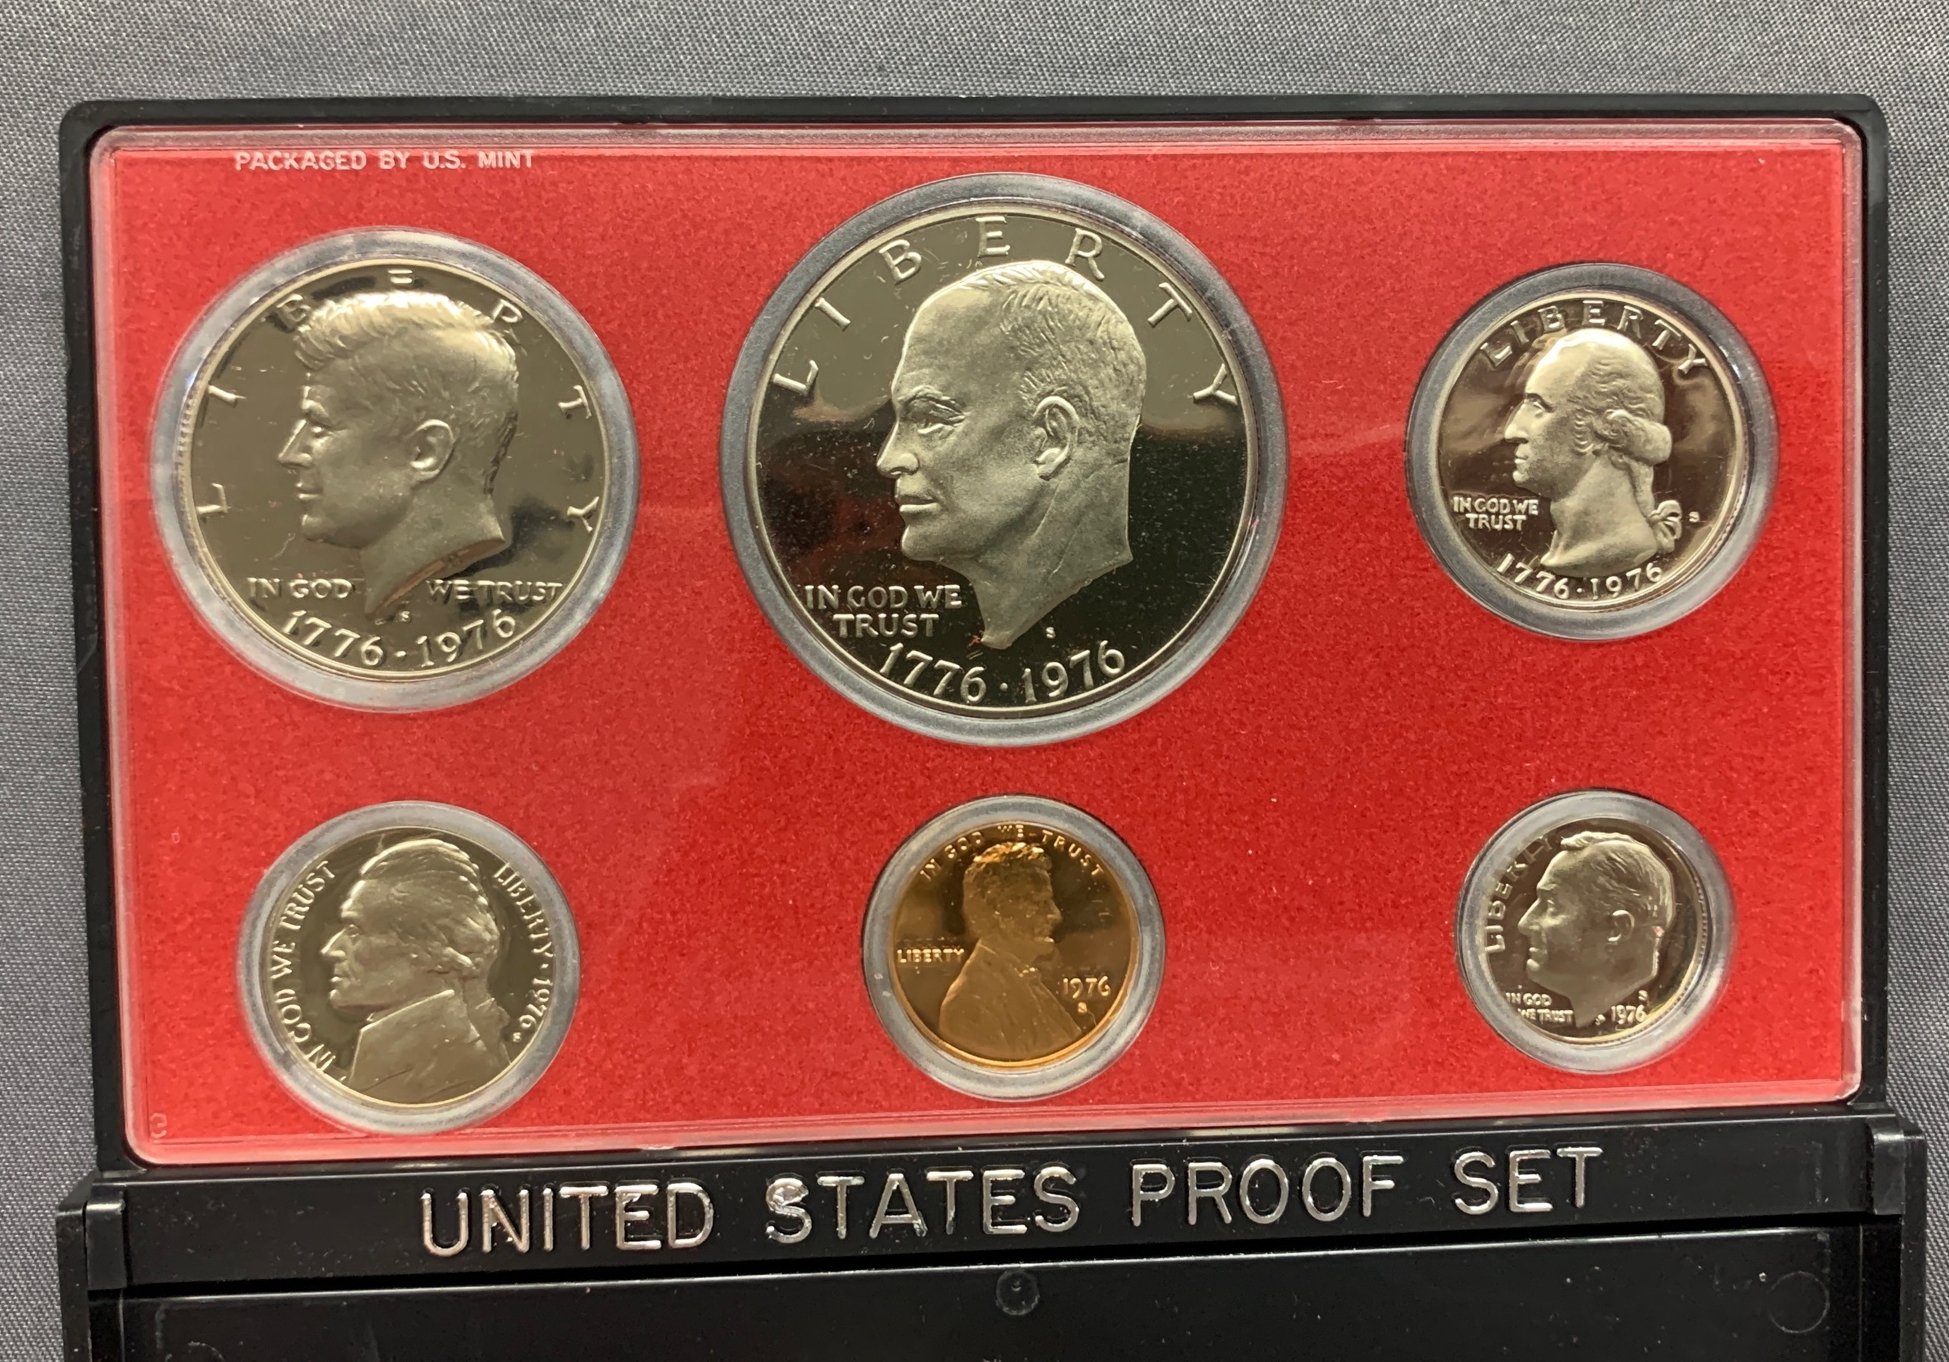 PACKAGED BY U.S. MINT
LIBERTY
IN GOD WE TRUST
S
1776 · 1976
LIBERTY
IN GOD WE
TRUST
S
1776 · 1976
LIBERTY
IN GOD WE
TRUST
S
1776 · 1976
IN GOD WE TRUST
LIBERTY · 1976
S
IN GOD WE TRUST
LIBERTY
1976
S
LIBERTY
IN GOD
WE TRUST
S
1976
UNITED STATES PROOF SET